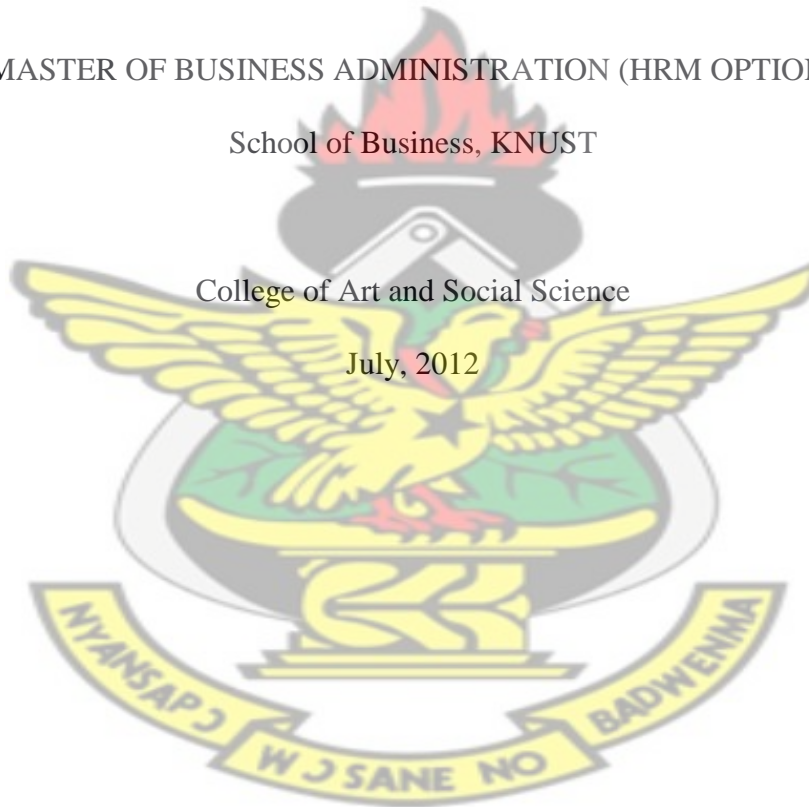 MASTER OF BUSINESS ADMINISTRATION (HRM OPTION
School of Business, KNUST
College of Art and Social Science
July, 2012
NYANSAPƆ WƆSANE NO BADWENMA